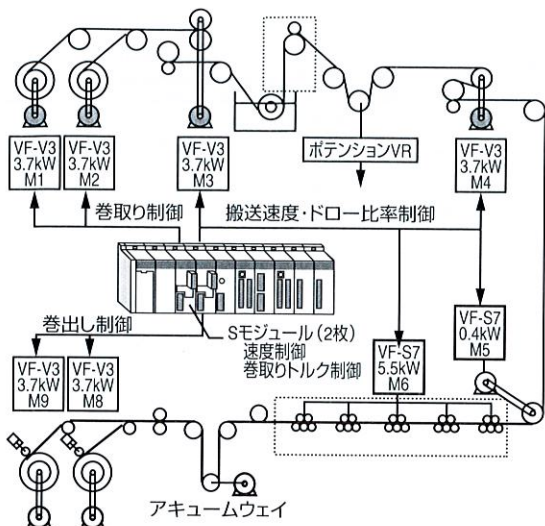 VF-V3
3.7kW
M1
VF-V3
3.7kW
M2
VF-V3
3.7kW
M3
ポテンションVR
VF-V3
3.7kW
M4
巻取り制御
搬送速度・ドロー比率制御
巻出し制御
Sモジュール(2枚)
速度制御
巻取りトルク制御
VF-S7
5.5kW
M6
VF-S7
0.4kW
M5
VF-V3
3.7kW
M9
VF-V3
3.7kW
M8
アキュームウェイ